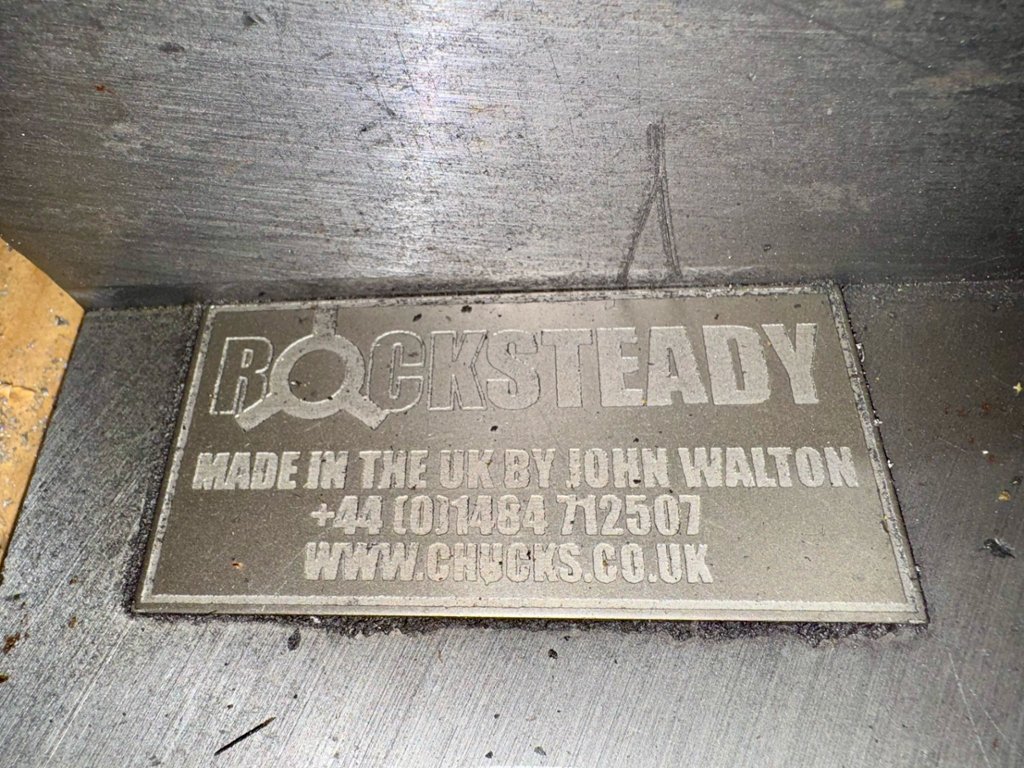 ROCKSTEADY
MADE IN THE UK BY JOHN WALTON
+44 (0)1484 712507
WWW.CHUCKS.CO.UK